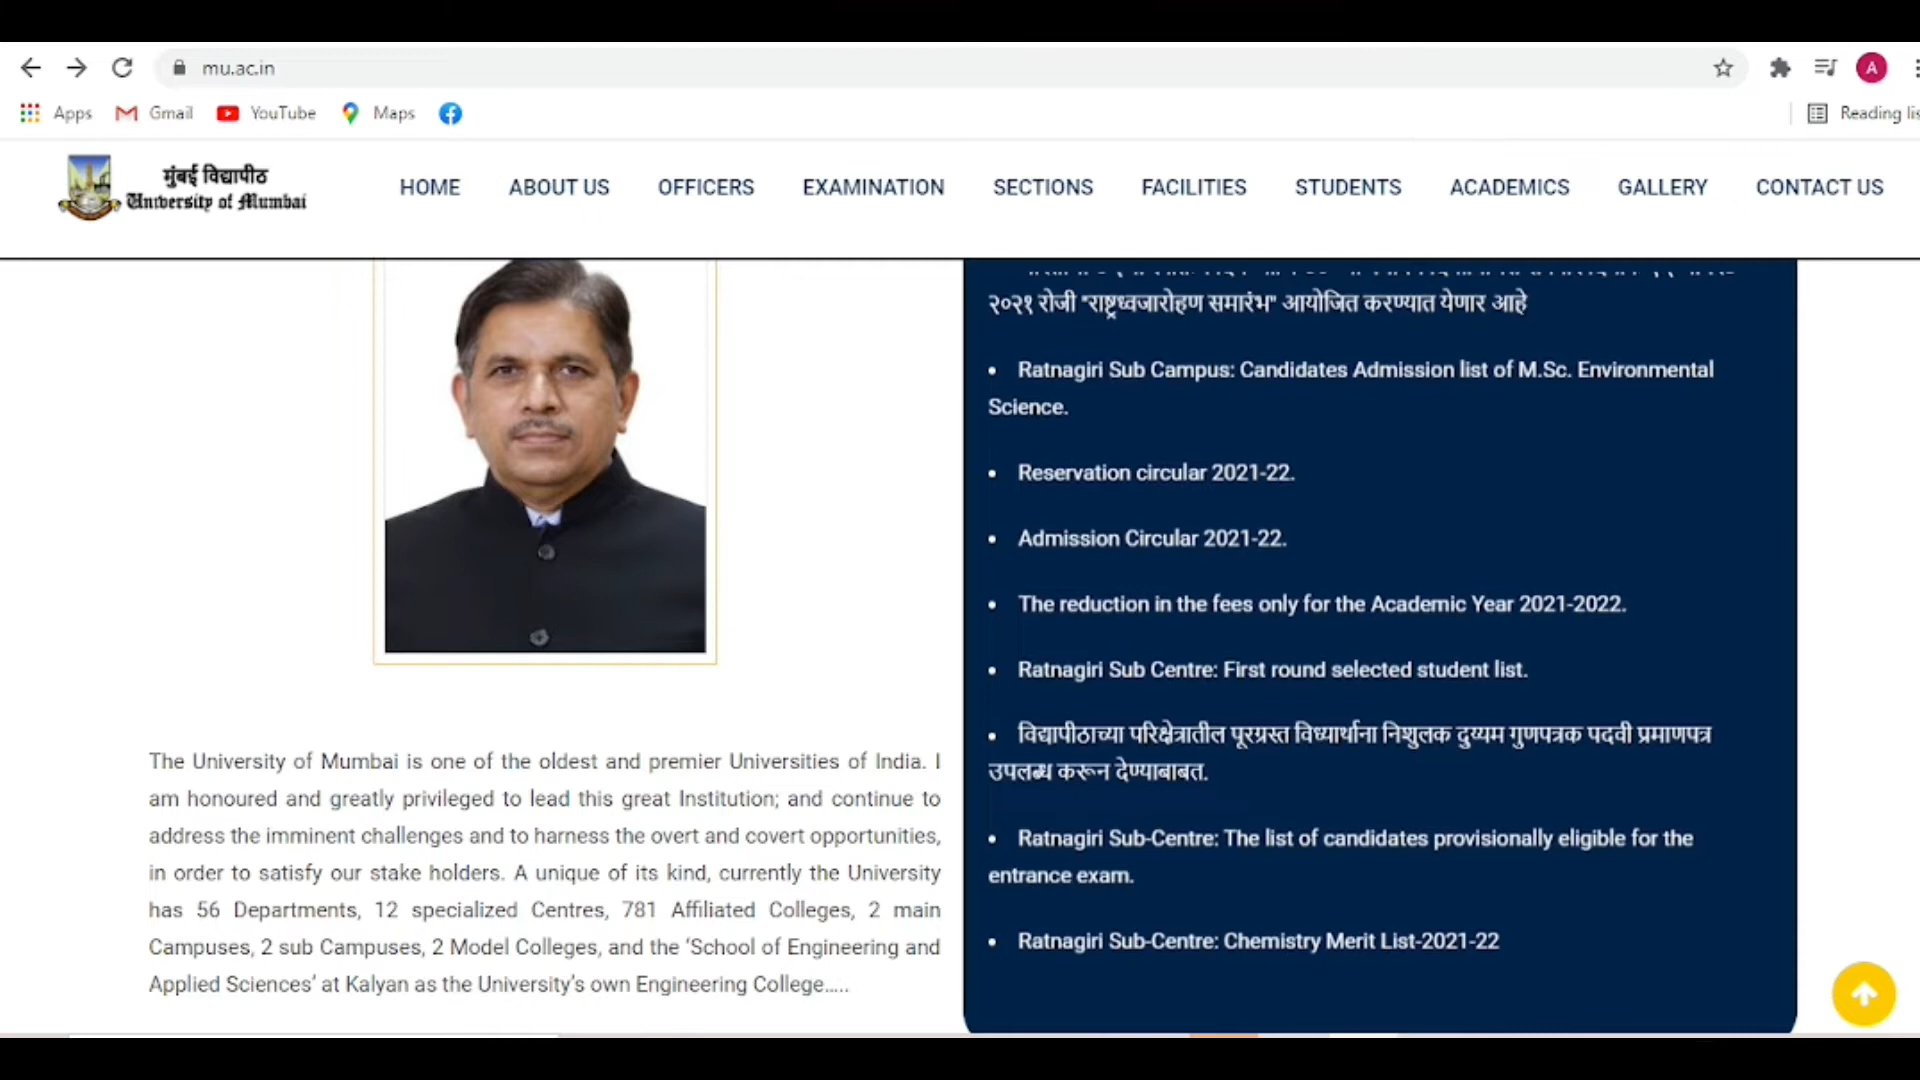 mu.ac.in
A
Apps
Gmail
YouTube
Maps
Reading lis
मुंबई विद्यापीठ
University of Mumbai
HOME
ABOUT US
OFFICERS
EXAMINATION
SECTIONS
FACILITIES
STUDENTS
ACADEMICS
GALLERY
CONTACT US
The University of Mumbai is one of the oldest and premier Universities of India. I
am honoured and greatly privileged to lead this great Institution; and continue to
address the imminent challenges and to harness the overt and covert opportunities,
in order to satisfy our stake holders. A unique of its kind, currently the University
has 56 Departments, 12 specialized Centres, 781 Affiliated Colleges, 2 main
Campuses, 2 sub Campuses, 2 Model Colleges, and the ‘School of Engineering and
Applied Sciences’ at Kalyan as the University’s own Engineering College.....
२०२१ रोजी "राष्ट्रध्वजारोहण समारंभ" आयोजित करण्यात येणार आहे
• Ratnagiri Sub Campus: Candidates Admission list of M.Sc. Environmental
Science.
• Reservation circular 2021-22.
• Admission Circular 2021-22.
• The reduction in the fees only for the Academic Year 2021-2022.
• Ratnagiri Sub Centre: First round selected student list.
• विद्यापीठाच्या परिक्षेत्रातील पूरग्रस्त विध्यार्थांना निशुलक दुय्यम गुणपत्रक पदवी प्रमाणपत्र
उपलब्ध करून देण्याबाबत.
• Ratnagiri Sub-Centre: The list of candidates provisionally eligible for the
entrance exam.
• Ratnagiri Sub-Centre: Chemistry Merit List-2021-22